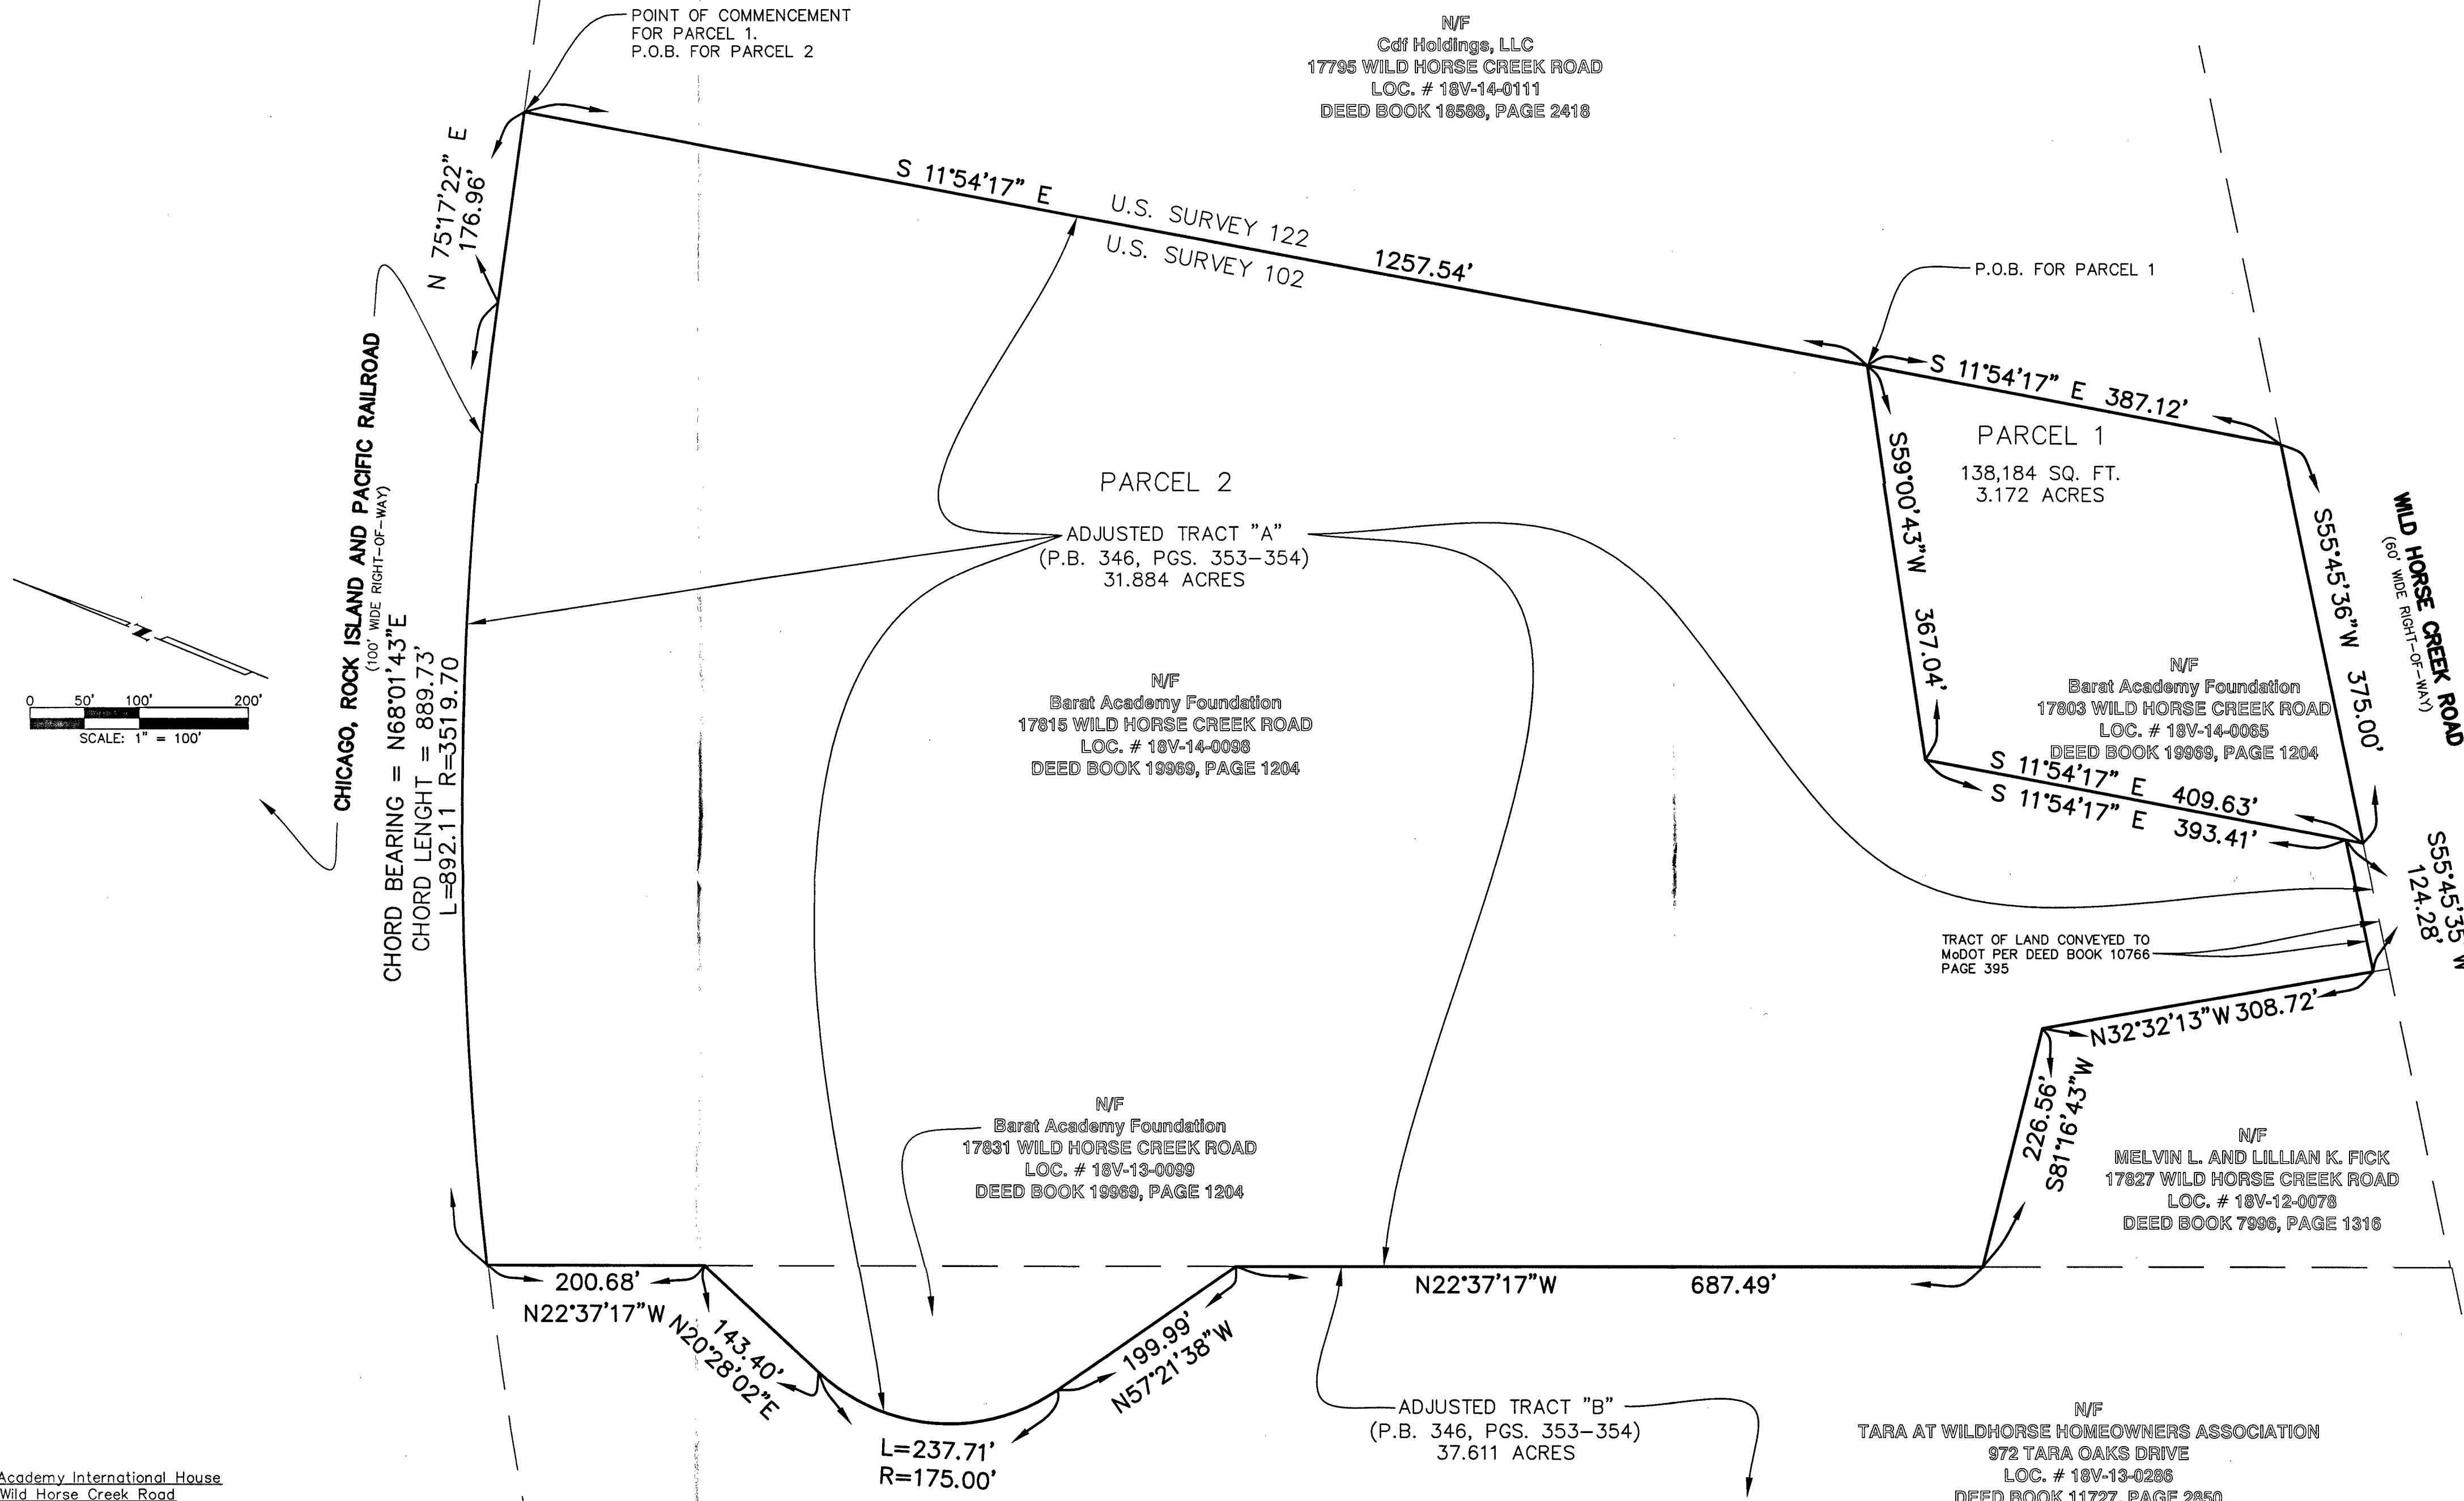 POINT OF COMMENCEMENT
FOR PARCEL 1.
P.O.B. FOR PARCEL 2
N/F
Cdf Holdings, LLC
17795 WILD HORSE CREEK ROAD
LOC. # 18V-14-0111
DEED BOOK 18588, PAGE 2418
N 75°17'22" E
176.96'
S 11°54'17" E
U.S. SURVEY 122
U.S. SURVEY 102
1257.54'
P.O.B. FOR PARCEL 1
S 11°54'17" E 387.12'
PARCEL 1
138,184 SQ. FT.
3.172 ACRES
S59°00'43"W 367.04'
S55°45'36"W 375.00'
WILD HORSE CREEK ROAD
(60' WIDE RIGHT-OF-WAY)
PARCEL 2
ADJUSTED TRACT "A"
(P.B. 346, PGS. 353-354)
31.884 ACRES
CHICAGO, ROCK ISLAND AND PACIFIC RAILROAD
(100' WIDE RIGHT-OF-WAY)
CHORD BEARING = N68°01'43"E
CHORD LENGHT = 889.73'
L=892.11 R=3519.70
N
0 50' 100' 200'
SCALE: 1" = 100'
N/F
Barat Academy Foundation
17815 WILD HORSE CREEK ROAD
LOC. # 18V-14-0098
DEED BOOK 19969, PAGE 1204
N/F
Barat Academy Foundation
17803 WILD HORSE CREEK ROAD
LOC. # 18V-14-0065
DEED BOOK 19969, PAGE 1204
S 11°54'17" E 409.63'
S 11°54'17" E 393.41'
S55°45'35"W
124.28'
TRACT OF LAND CONVEYED TO
MoDOT PER DEED BOOK 10766
PAGE 395
N32°32'13"W 308.72'
226.56'
S81°16'43"W
N/F
Barat Academy Foundation
17831 WILD HORSE CREEK ROAD
LOC. # 18V-13-0099
DEED BOOK 19969, PAGE 1204
N/F
MELVIN L. AND LILLIAN K. FICK
17827 WILD HORSE CREEK ROAD
LOC. # 18V-12-0078
DEED BOOK 7996, PAGE 1316
200.68'
N22°37'17"W
143.40'
N20°28'02"E
L=237.71'
R=175.00'
199.99'
N57°21'38"W
N22°37'17"W 687.49'
ADJUSTED TRACT "B"
(P.B. 346, PGS. 353-354)
37.611 ACRES
N/F
TARA AT WILDHORSE HOMEOWNERS ASSOCIATION
972 TARA OAKS DRIVE
LOC. # 18V-13-0286
DEED BOOK 11727, PAGE 2850
Academy International House
Wild Horse Creek Road